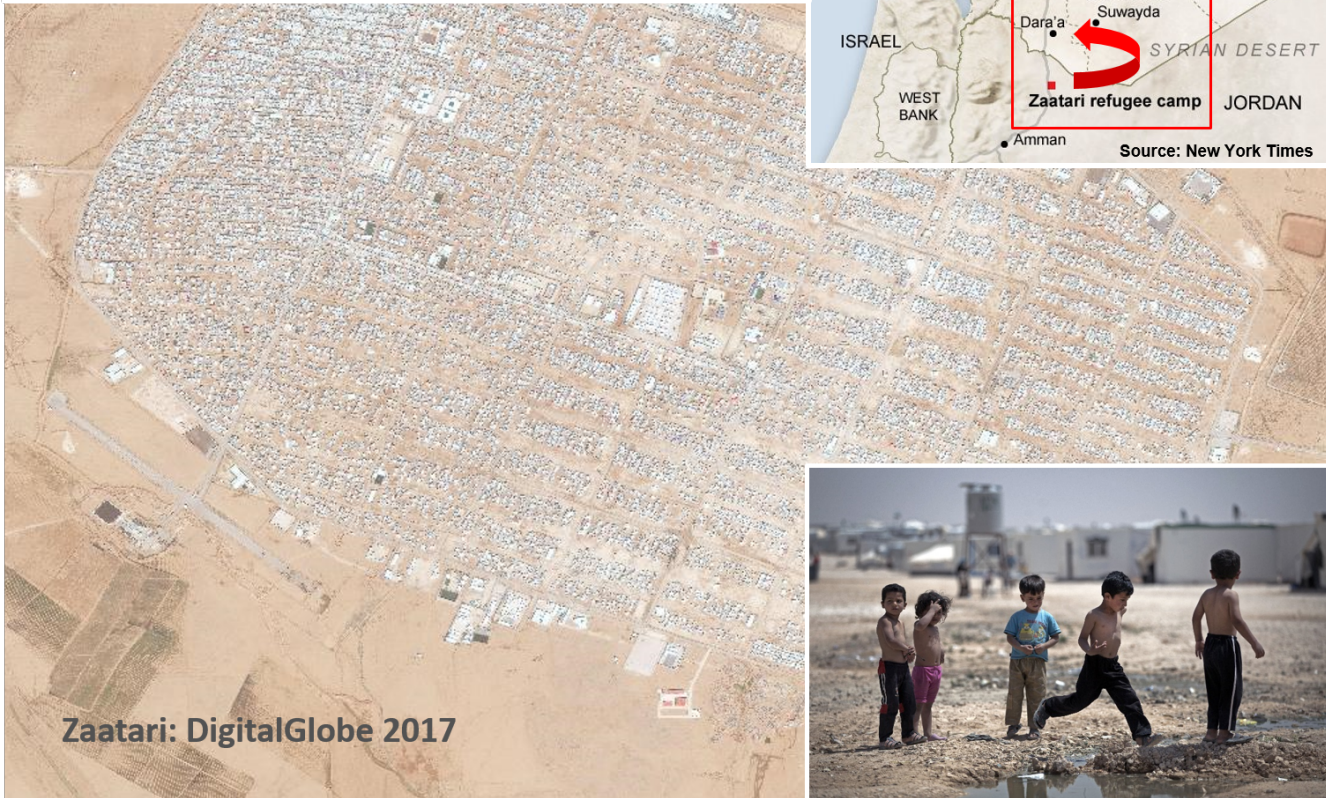 Suwayda
Dara'a
ISRAEL
SYRIAN DESERT
WEST
BANK
Zaatari refugee camp
JORDAN
Amman
Source: New York Times
Zaatari: DigitalGlobe 2017